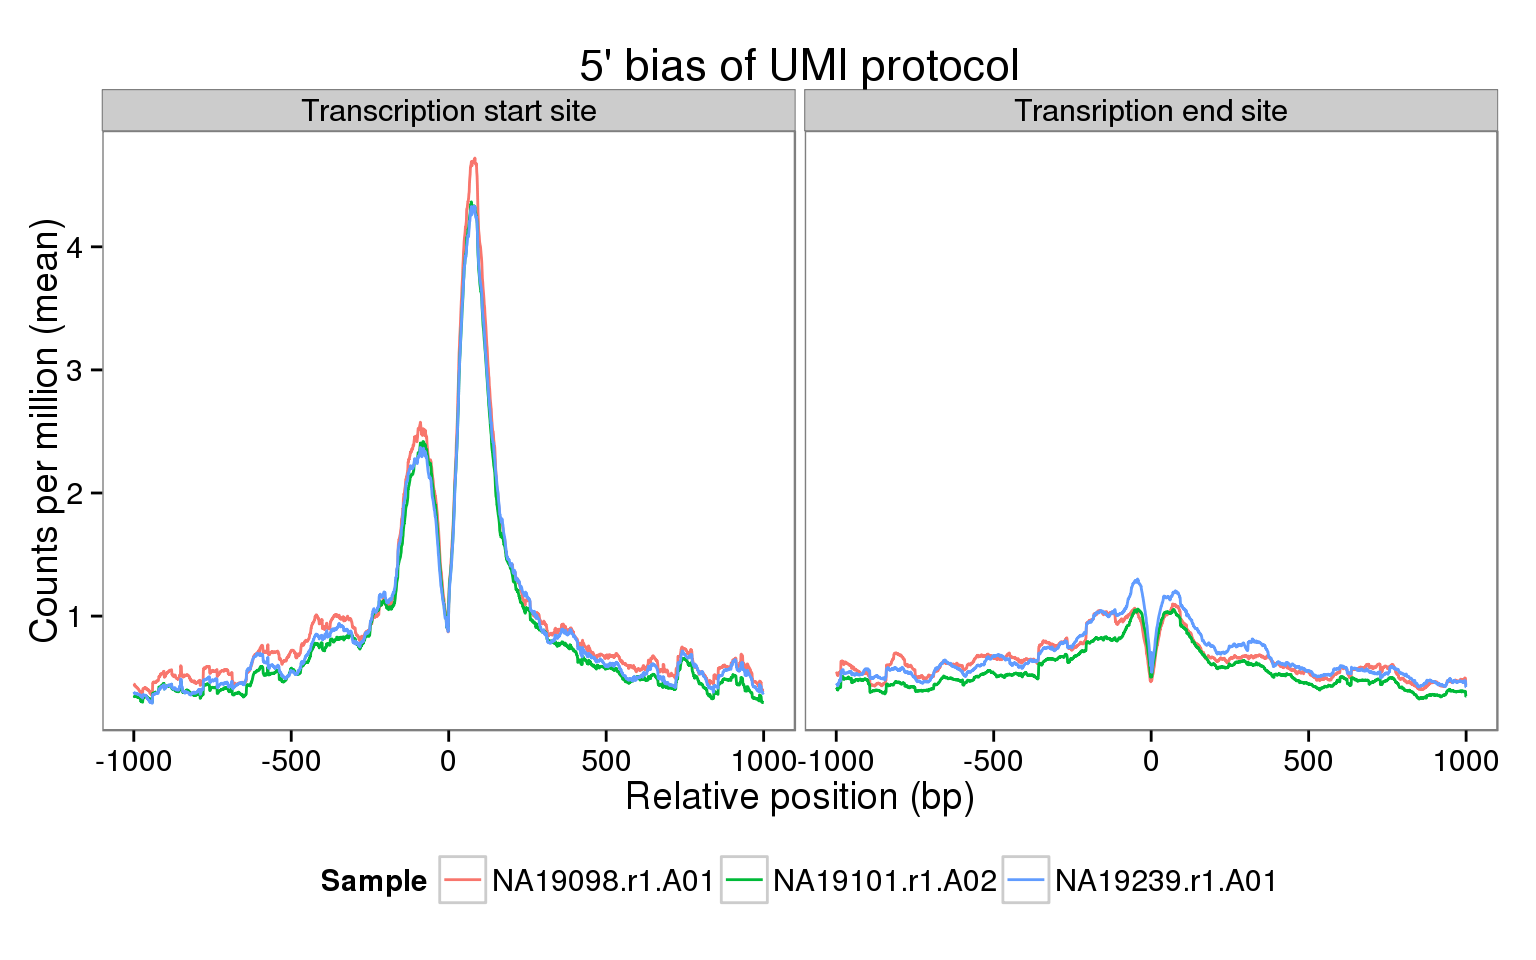 5' bias of UMI protocol
Transcription start site
Transription end site
Counts per million (mean)
4
3
2
1
-1000 -500 0 500 1000
-1000 -500 0 500 1000
Relative position (bp)
Sample NA19098.r1.A01 NA19101.r1.A02 NA19239.r1.A01